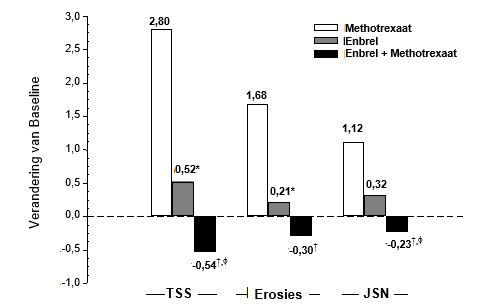 Methotrexaat
Enbrel
Enbrel + Methotrexaat
Verandering van Baseline
3,0
2,5
2,0
1,5
1,0
0,5
0,0
-0,5
-1,0
2,80
0,52*
-0,54†,ϕ
1,68
0,21*
-0,30†
1,12
0,32
-0,23†,ϕ
TSS
Erosies
JSN